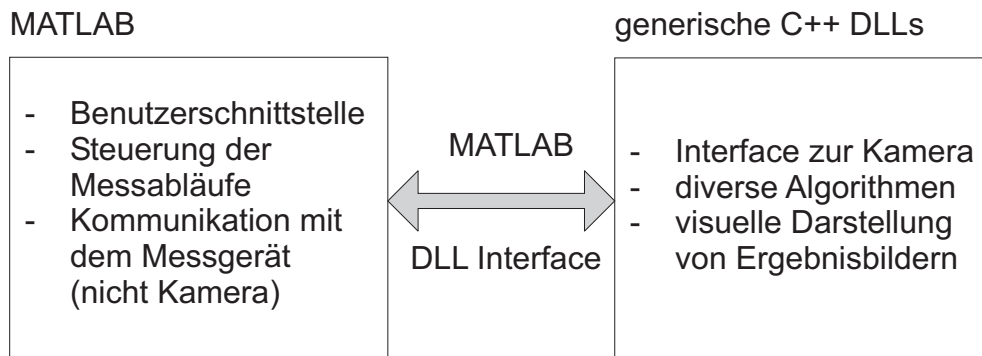 MATLAB
- Benutzerschnittstelle
- Steuerung der
Messabläufe
- Kommunikation mit
dem Messgerät
(nicht Kamera)
MATLAB
DLL Interface
generische C++ DLLs
- Interface zur Kamera
- diverse Algorithmen
- visuelle Darstellung
von Ergebnisbildern